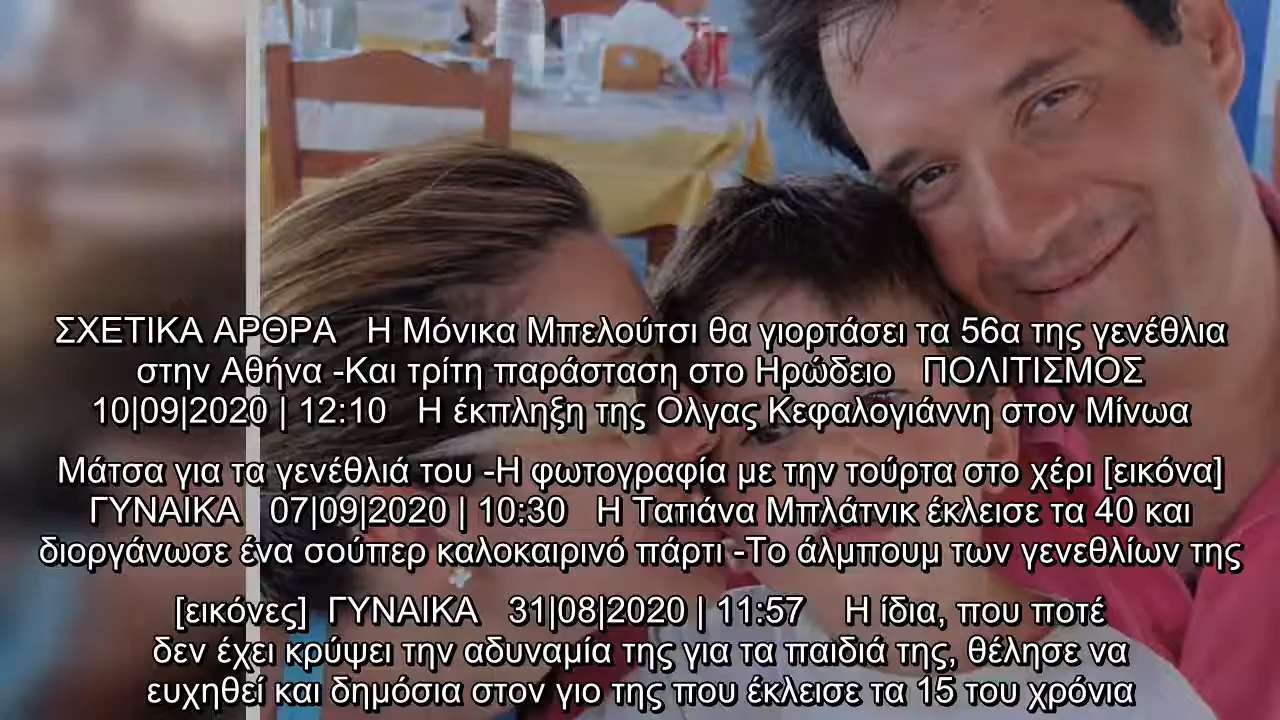 ΣΧΕΤΙΚΑ ΑΡΘΡΑ   Η Μόνικα Μπελούτσι θα γιορτάσει τα 56α της γενέθλια
στην Αθήνα -Και τρίτη παράσταση στο Ηρώδειο   ΠΟΛΙΤΙΣΜΟΣ
10|09|2020 | 12:10   Η έκπληξη της Ολγας Κεφαλογιάννη στον Μίνωα
Μάτσα για τα γενέθλιά του -Η φωτογραφία με την τούρτα στο χέρι [εικόνα]
ΓΥΝΑΙΚΑ   07|09|2020 | 10:30   Η Τατιάνα Μπλάτνικ έκλεισε τα 40 και
διοργάνωσε ένα σούπερ καλοκαιρινό πάρτι -Το άλμπουμ των γενεθλίων της
[εικόνες]  ΓΥΝΑΙΚΑ   31|08|2020 | 11:57    Η ίδια, που ποτέ
δεν έχει κρύψει την αδυναμία της για τα παιδιά της, θέλησε να
ευχηθεί και δημόσια στον γιο της που έκλεισε τα 15 του χρόνια